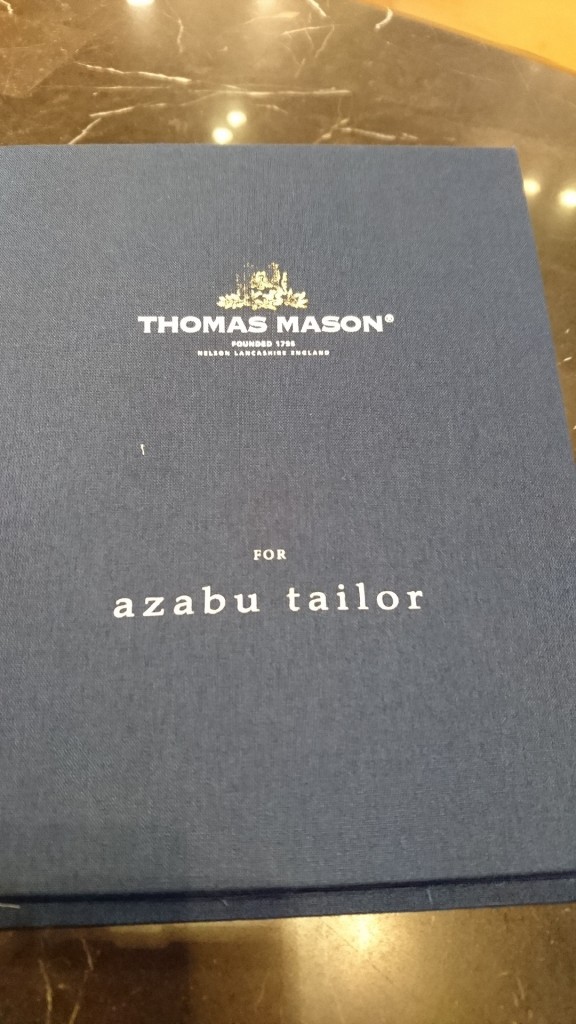 THOMAS MASON®
FOUNDED 1796
NELSON LANCASHIRE ENGLAND
FOR
azabu tailor